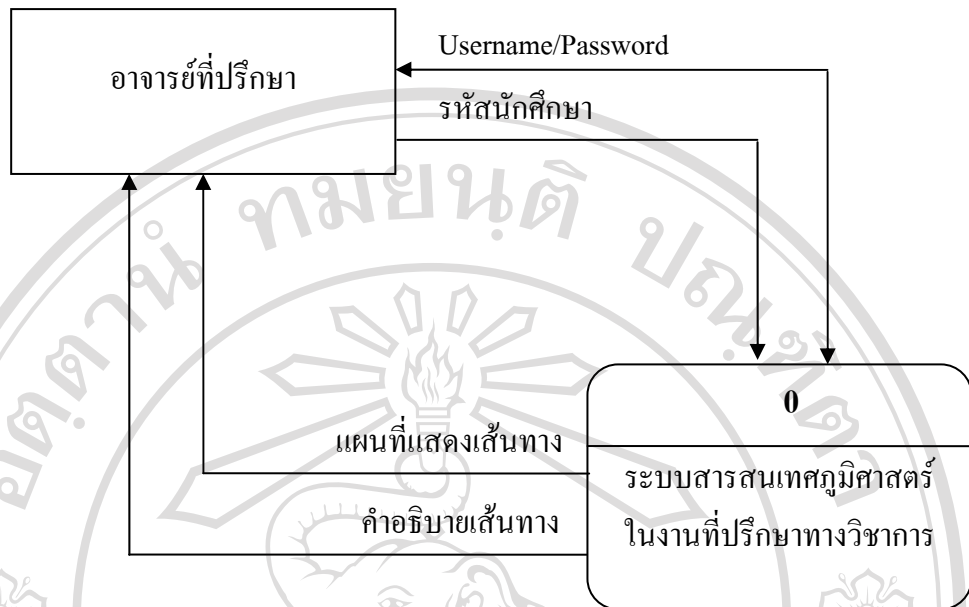 Username/Password
อาจารย์ที่ปรึกษา
รหัสนักศึกษา
0
แผนที่แสดงเส้นทาง
ระบบสารสนเทศภูมิศาสตร์
คำอธิบายเส้นทาง
ในงานที่ปรึกษาทางวิชาการ